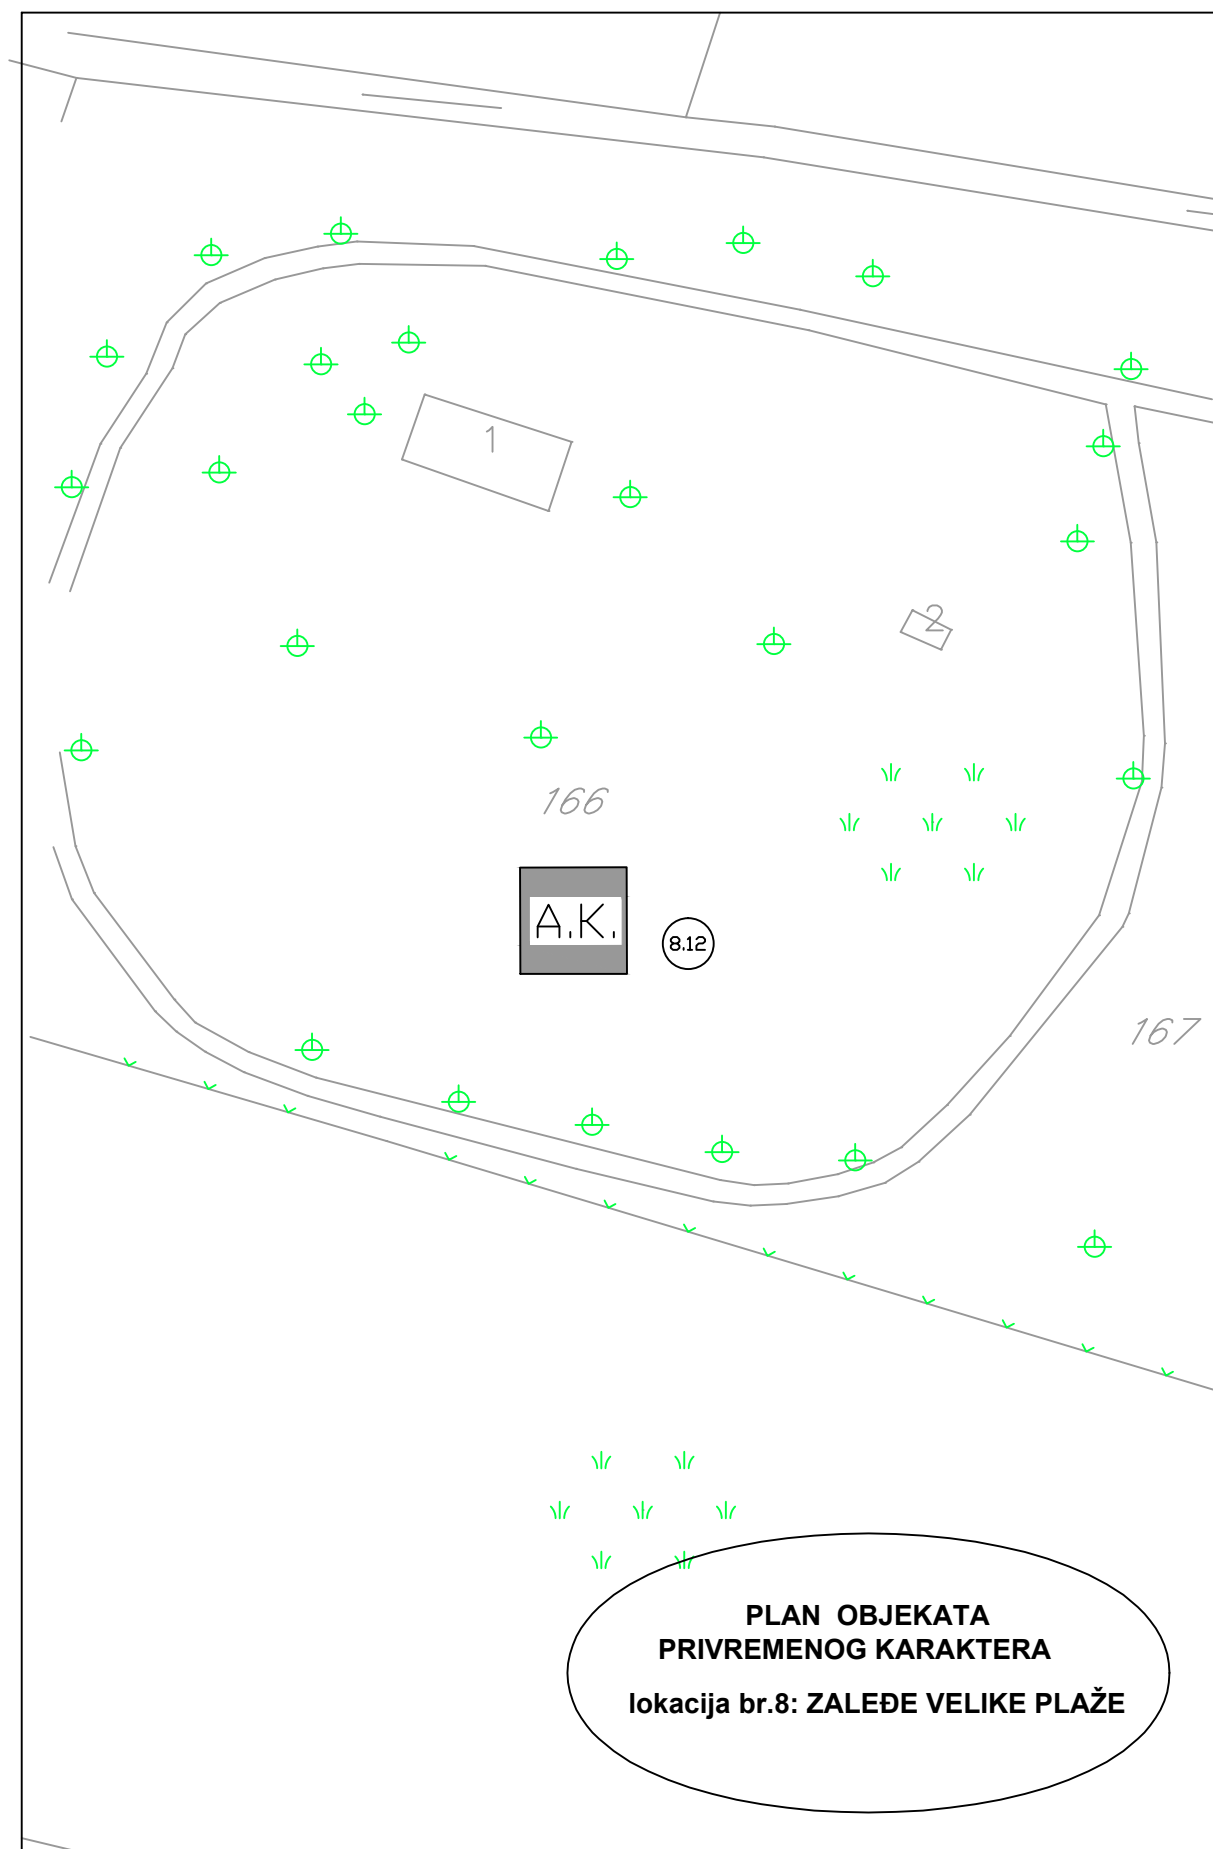 1
2
166
A.K.
8.12
167
PLAN OBJEKATA
PRIVREMENOG KARAKTERA
lokacija br.8: ZALEĐE VELIKE PLAŽE